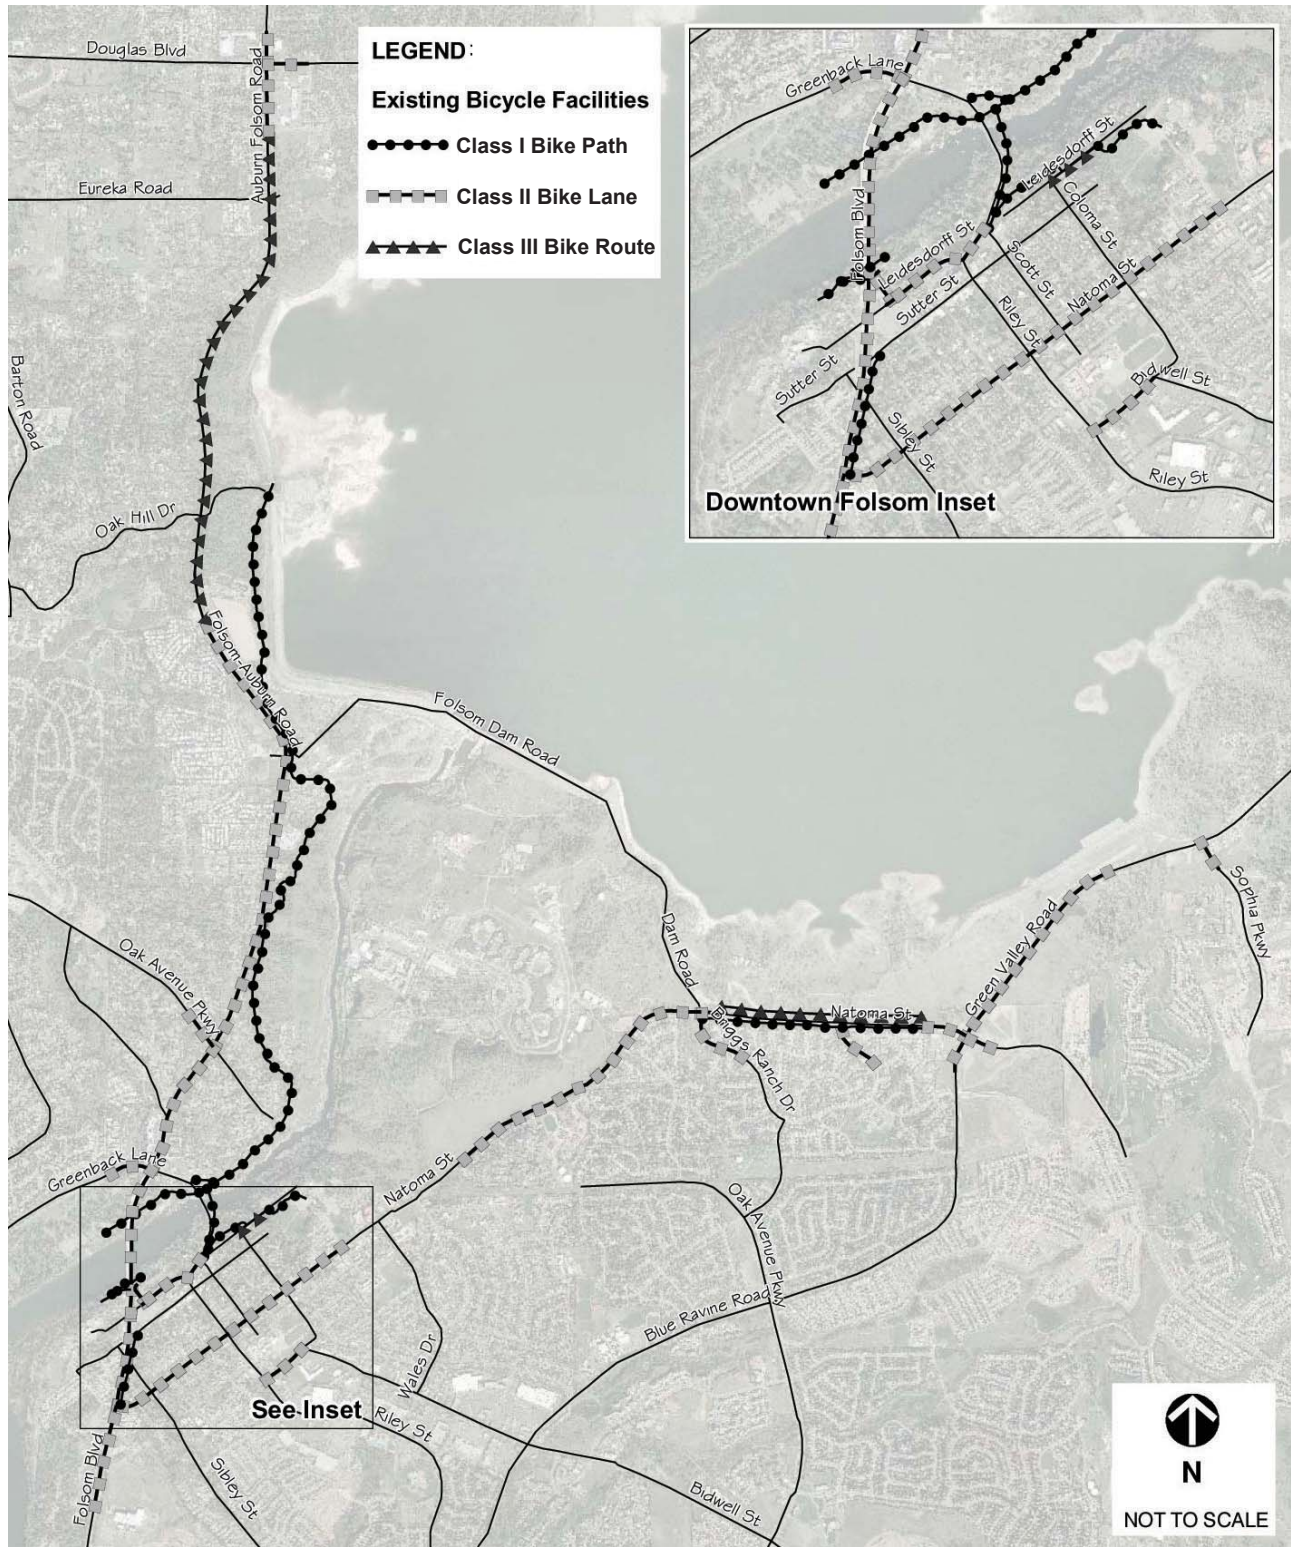 Douglas Blvd
Auburn Folsom Road
Eureka Road
LEGEND:
Existing Bicycle Facilities
Class I Bike Path
Class II Bike Lane
Class III Bike Route
Greenback Lane
Leidesdorff St
Coloma St
Folsom Blvd
Leidesdorff St
Scott St
Natoma St
Sutter St
Riley St
Sutter St
Bidwell St
Sibley St
Riley St
Downtown Folsom Inset
Barton Road
Oak Hill Dr
Folsom-Auburn Road
Folsom Dam Road
Sophia Pkwy
Green Valley Road
Dam Road
Oak Avenue Pkwy
Natoma St
Briggs Ranch Dr
Greenback Lane
Natoma St
Oak Avenue Pkwy
Blue Ravine Road
Wales Dr
See Inset
Riley St
Folsom Blvd
Sibley St
Bidwell St
N
NOT TO SCALE